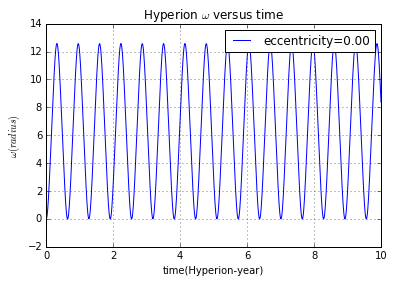 Hyperion ω versus time
eccentricity=0.00
14
12
10
8
6
4
2
0
−2
ω(radius)
0 2 4 6 8 10
time(Hyperion-year)